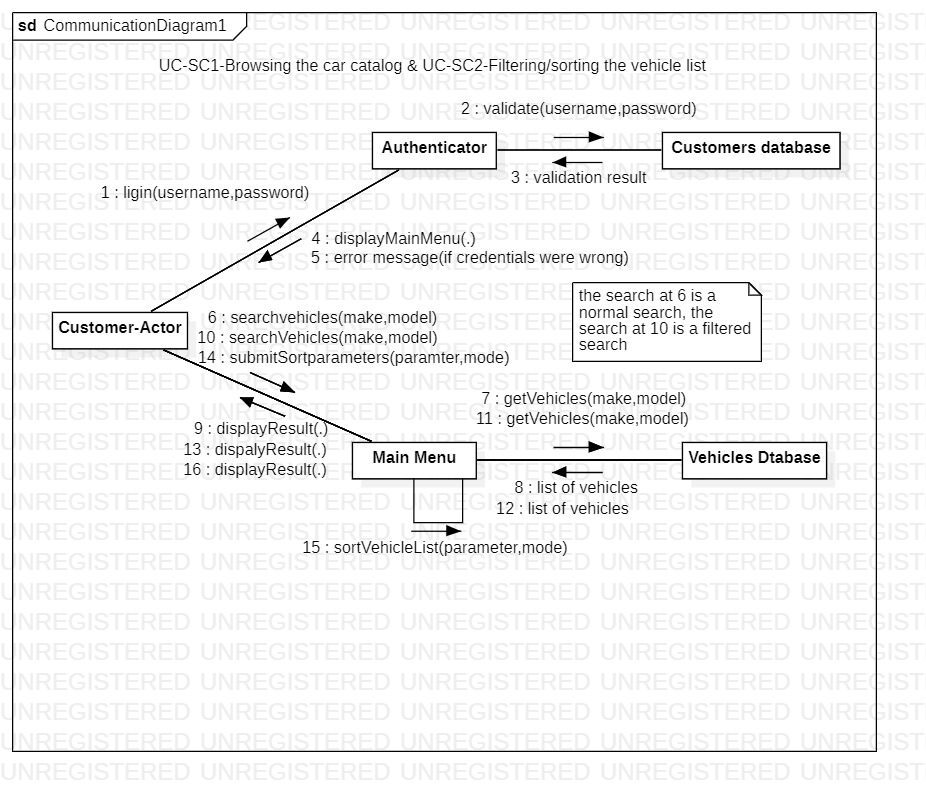 sd CommunicationDiagram1
UC-SC1-Browsing the car catalog & UC-SC2-Filtering/sorting the vehicle list
2 : validate(username,password)
Authenticator
Customers database
3 : validation result
1 : ligin(username,password)
4 : displayMainMenu(.)
5 : error message(if credentials were wrong)
the search at 6 is a
normal search, the
search at 10 is a filtered
search
Customer-Actor
6 : searchvehicles(make,model)
10 : searchVehicles(make,model)
14 : submitSortparameters(paramter,mode)
7 : getVehicles(make,model)
11 : getVehicles(make,model)
9 : displayResult(.)
13 : dispalyResult(.)
16 : displayResult(.)
Main Menu
Vehicles Dtabase
8 : list of vehicles
12 : list of vehicles
15 : sortVehicleList(parameter,mode)
UNREGISTERED